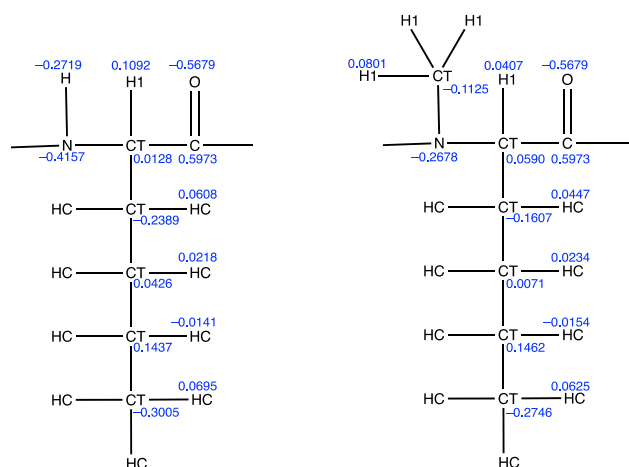 H1 H1
−0.2719 0.1092 −0.5679 0.0801 0.0407 −0.5679
H H1 O H1 CT H1 O
−0.1125
N CT C N CT C
−0.4157 0.0128 0.5973 −0.2678 0.0590 0.5973
0.0608 0.0447
HC CT HC HC CT HC
−0.2389 −0.1607
0.0218 0.0234
HC CT HC HC CT HC
0.0426 0.0071
−0.0141 −0.0154
HC CT HC HC CT HC
0.1437 0.1462
0.0695 0.0625
HC CT HC HC CT HC
−0.3005 −0.2746
HC HC